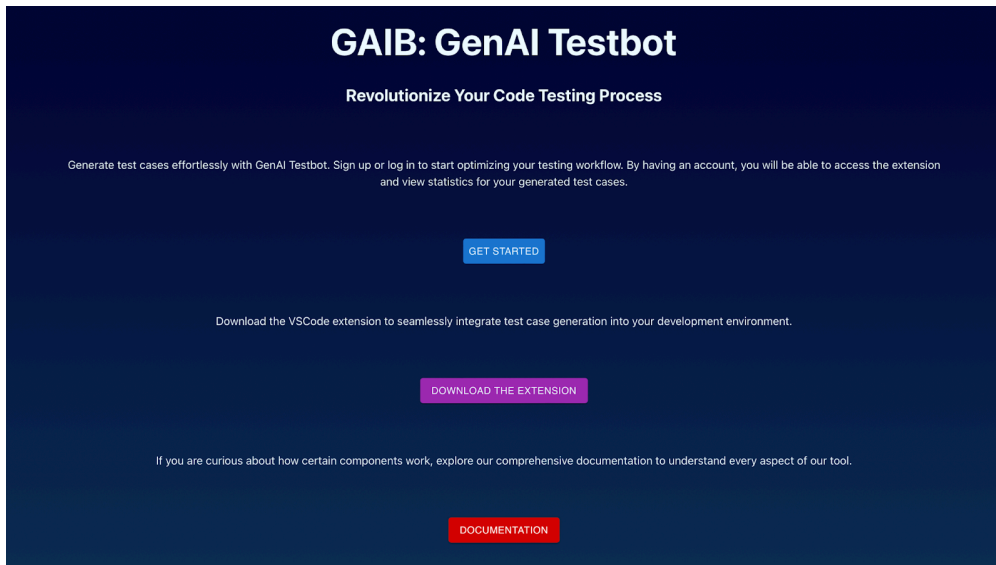 GAIB: GenAI Testbot
Revolutionize Your Code Testing Process
Generate test cases effortlessly with GenAI Testbot. Sign up or log in to start optimizing your testing workflow. By having an account, you will be able to access the extension
and view statistics for your generated test cases.
GET STARTED
Download the VSCode extension to seamlessly integrate test case generation into your development environment.
DOWNLOAD THE EXTENSION
If you are curious about how certain components work, explore our comprehensive documentation to understand every aspect of our tool.
DOCUMENTATION